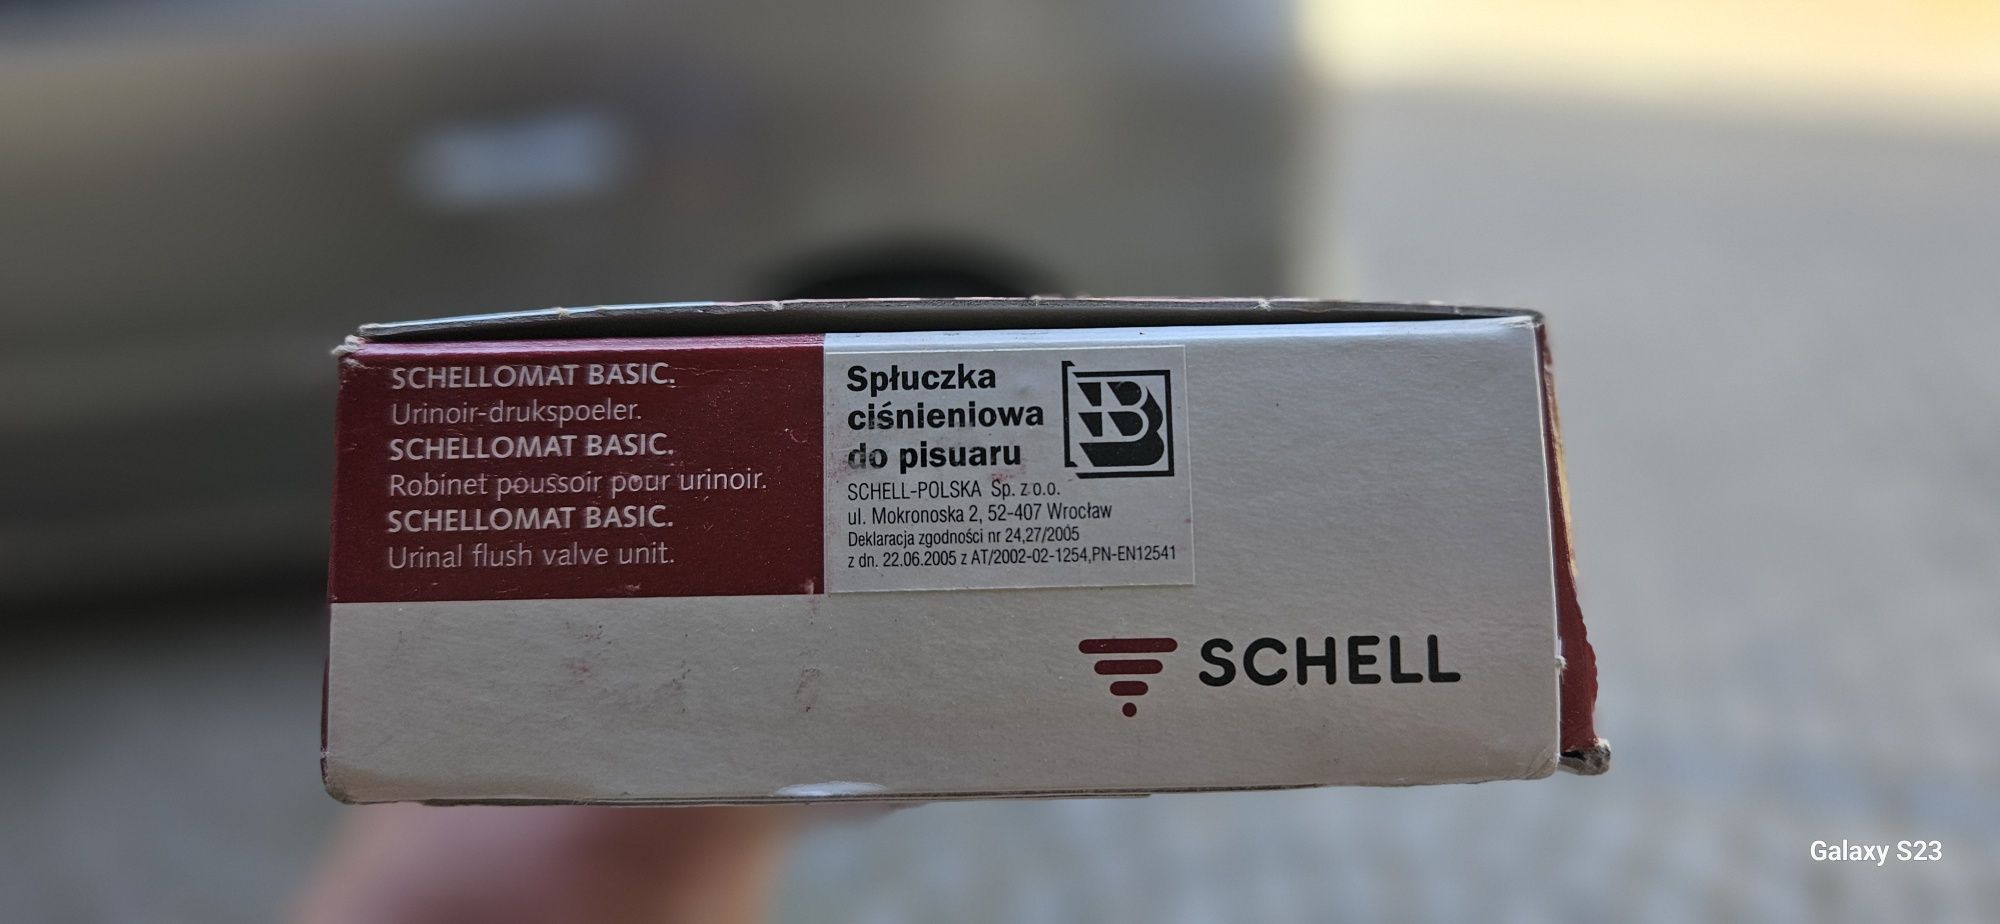 SCHELLOMAT BASIC.
Urinoir-drukspoeler.
SCHELLOMAT BASIC.
Robinet poussoir pour urinoir.
SCHELLOMAT BASIC.
Urinal flush valve unit.
Spłuczka
ciśnieniowa
do pisuaru
B
SCHELL-POLSKA Sp. z o.o.
ul. Mokronoska 2, 52-407 Wrocław
Deklaracja zgodności nr 24,27/2005
z dn. 22.06.2005 z AT/2002-02-1254,PN-EN12541
SCHELL
Galaxy S23